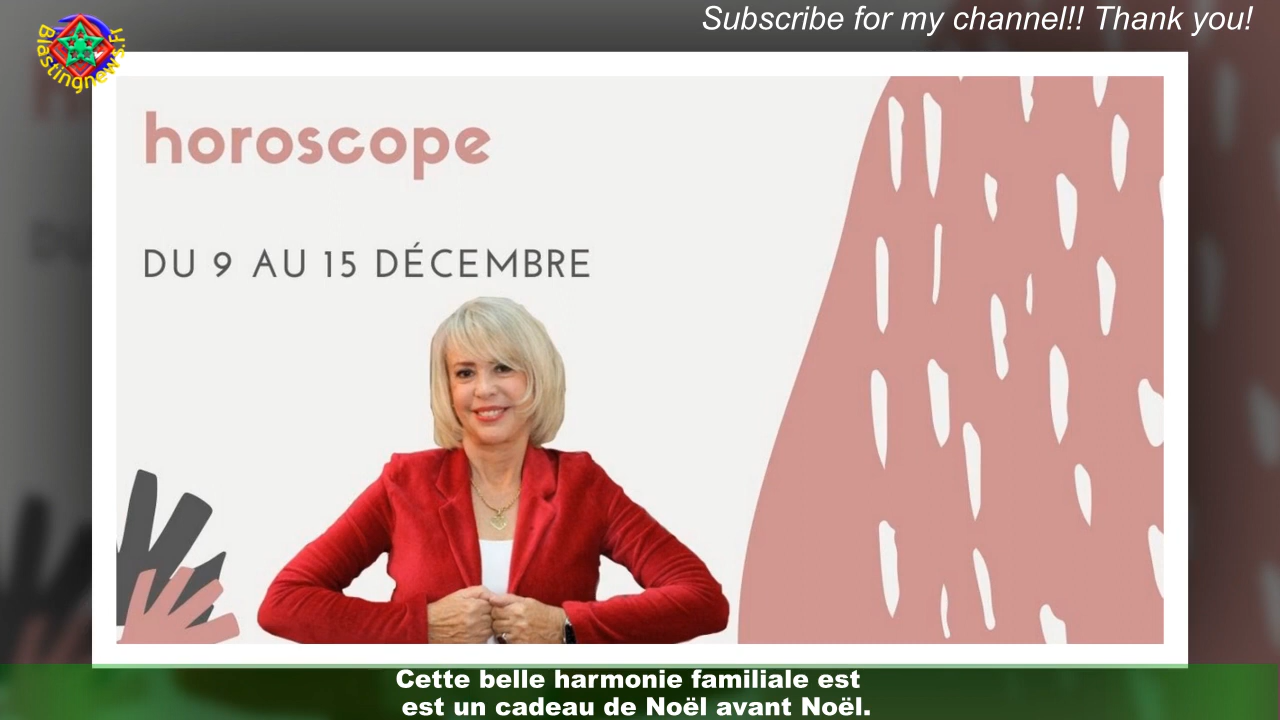 Subscribe for my channel!! Thank you!
Blastingnews.Fr
horoscope
DU 9 AU 15 DÉCEMBRE
Cette belle harmonie familiale est
est un cadeau de Noël avant Noël.